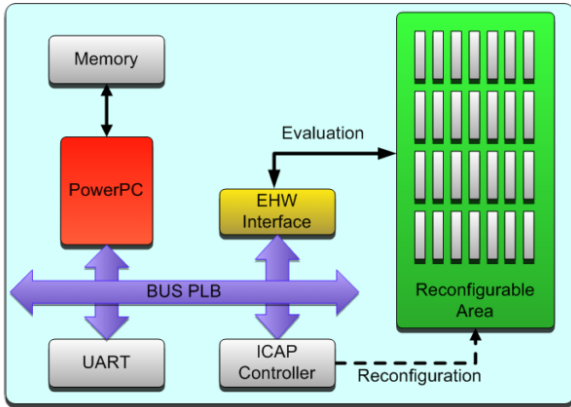 Memory
PowerPC
Evaluation
EHW
Interface
BUS PLB
UART
ICAP
Controller
Reconfiguration
Reconfigurable
Area